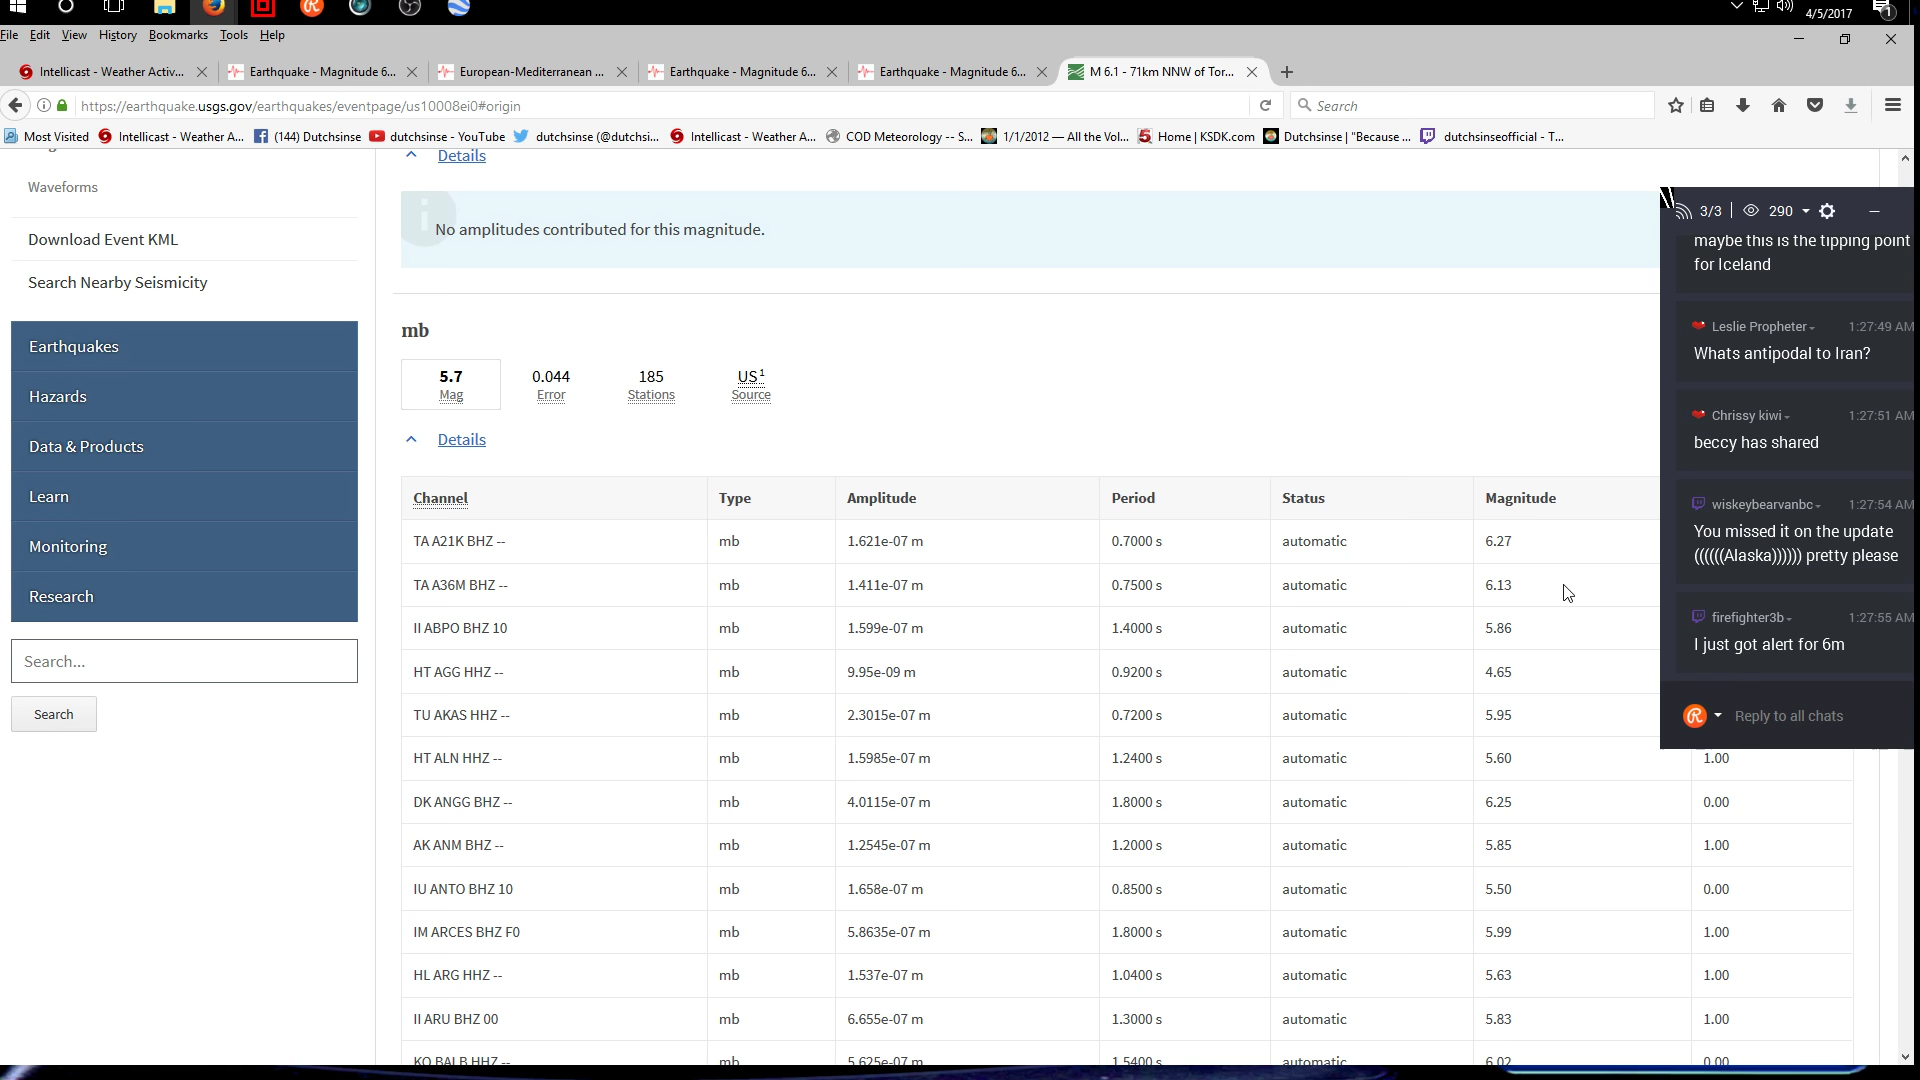 4/5/2017
1
File Edit View History Bookmarks Tools Help
Intellicast - Weather Activ... Earthquake - Magnitude 6... European-Mediterranean ... Earthquake - Magnitude 6... Earthquake - Magnitude 6... M 6.1 - 71km NNW of Tor...
https://earthquake.usgs.gov/earthquakes/eventpage/us10008ei0#origin Search
Most Visited Intellicast - Weather A... (144) Dutchsinse dutchsinse - YouTube dutchsinse (@dutchsi... Intellicast - Weather A... COD Meteorology -- S... 1/1/2012 — All the Vol... Home | KSDK.com Dutchsinse | "Because ... dutchsinseofficial - T...
Waveforms
Download Event KML
Search Nearby Seismicity
Earthquakes
Hazards
Data & Products
Learn
Monitoring
Research
Search...
Search
Details
No amplitudes contributed for this magnitude.
mb
5.7 0.044 185 US1
Mag Error Stations Source
Details
Channel Type Amplitude Period Status Magnitude
TA A21K BHZ -- mb 1.621e-07 m 0.7000 s automatic 6.27
TA A36M BHZ -- mb 1.411e-07 m 0.7500 s automatic 6.13
II ABPO BHZ 10 mb 1.599e-07 m 1.4000 s automatic 5.86
HT AGG HHZ -- mb 9.95e-09 m 0.9200 s automatic 4.65
TU AKAS HHZ -- mb 2.3015e-07 m 0.7200 s automatic 5.95
HT ALN HHZ -- mb 1.5985e-07 m 1.2400 s automatic 5.60 1.00
DK ANGG BHZ -- mb 4.0115e-07 m 1.8000 s automatic 6.25 0.00
AK ANM BHZ -- mb 1.2545e-07 m 1.2000 s automatic 5.85 1.00
IU ANTO BHZ 10 mb 1.658e-07 m 0.8500 s automatic 5.50 0.00
IM ARCES BHZ F0 mb 5.8635e-07 m 1.8000 s automatic 5.99 1.00
HL ARG HHZ -- mb 1.537e-07 m 1.0400 s automatic 5.63 1.00
II ARU BHZ 00 mb 6.655e-07 m 1.3000 s automatic 5.83 1.00
KO BALB HHZ -- mb 5.625e-07 m 1.5400 s automatic 6.02 0.00
3/3 290
maybe this is the tipping point
for Iceland
Leslie Propheter 1:27:49 AM
Whats antipodal to Iran?
Chrissy kiwi 1:27:51 AM
beccy has shared
wiskeybearvanbc 1:27:54 AM
You missed it on the update
((((((Alaska)))))) pretty please
firefighter3b 1:27:55 AM
I just got alert for 6m
Reply to all chats